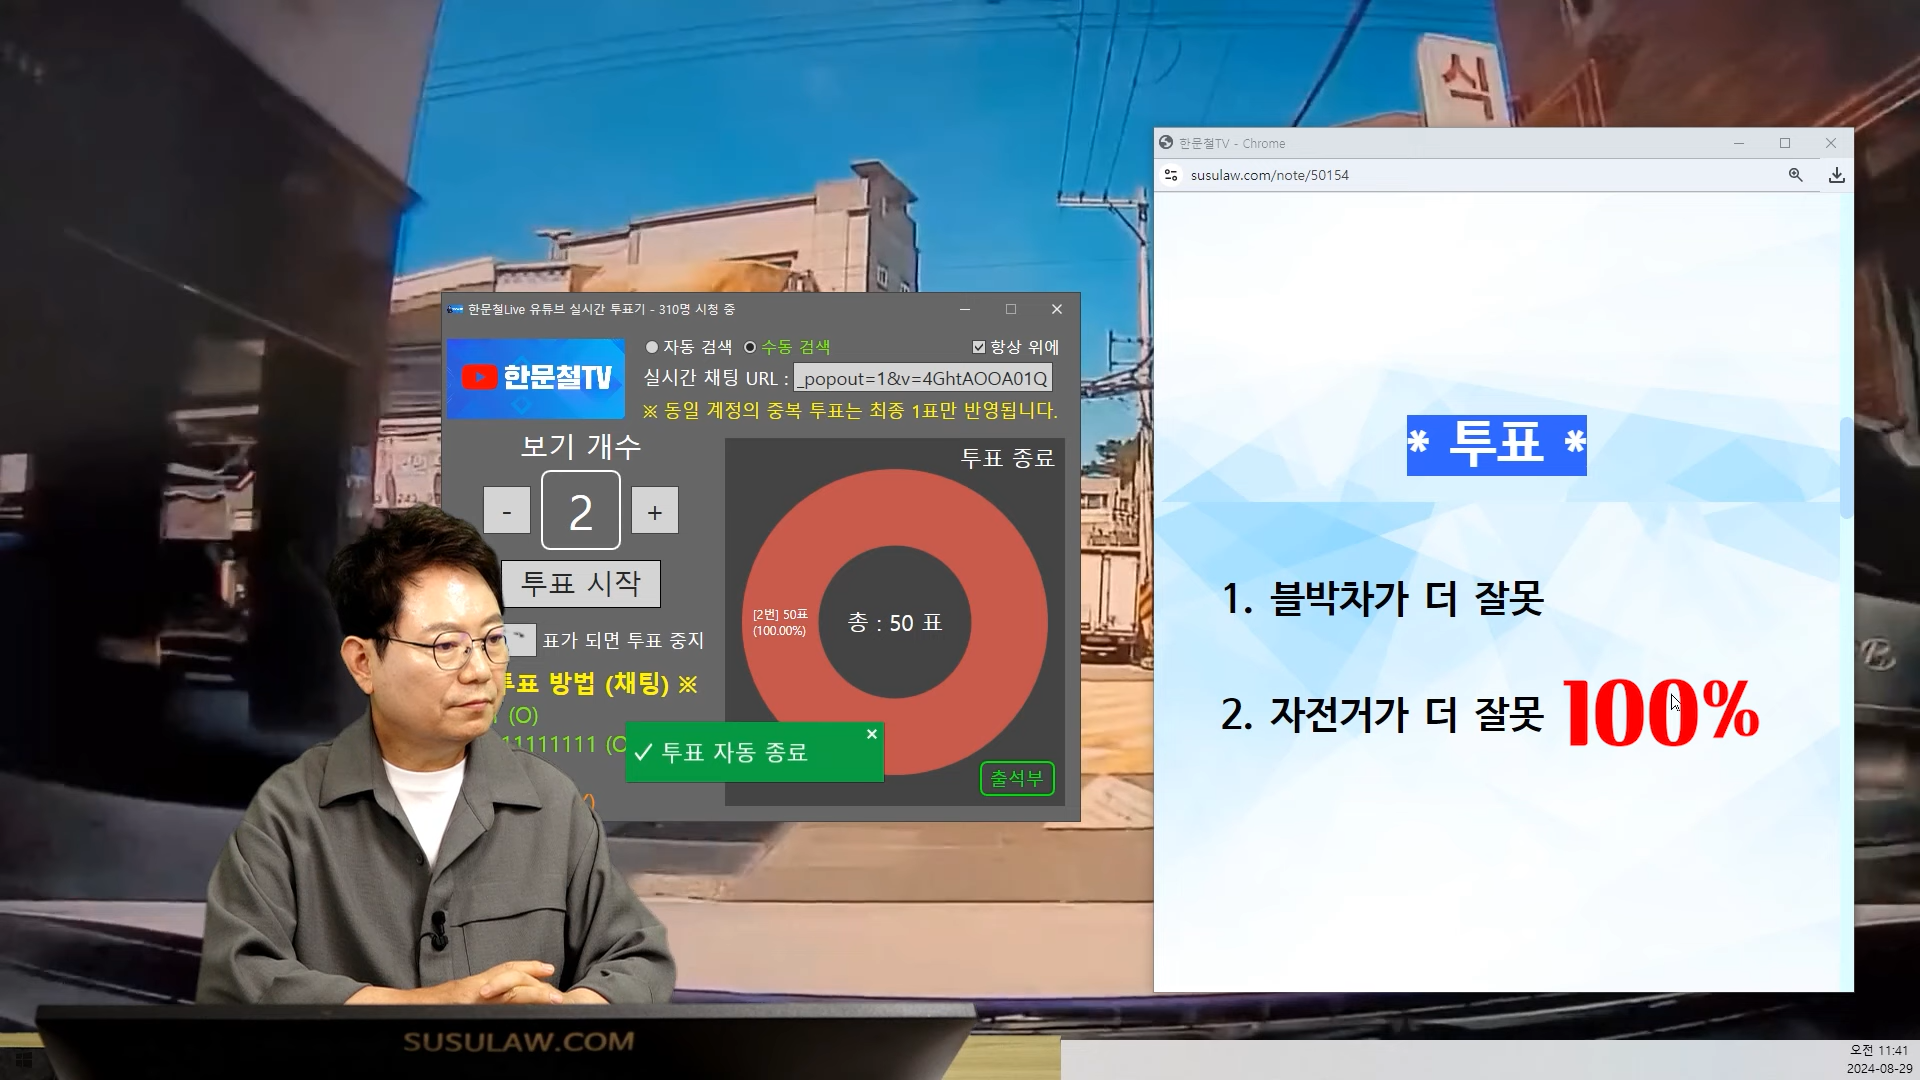 식
한문철TV - Chrome
susulaw.com/note/50154
* 투표 *
1. 블박차가 더 잘못
2. 자전거가 더 잘못 100%
한문철Live 유튜브 실시간 투표기 - 310명 시청 중
한문철TV
자동 검색 수동 검색 항상 위에
실시간 채팅 URL : _popout=1&v=4GhtAOOA01Q
※ 동일 계정의 중복 투표는 최종 1표만 반영됩니다.
보기 개수
- 2 +
투표 시작
표가 되면 투표 중지
투표 방법 (채팅) ※
(O)
11111111 (O
투표 종료
[2번] 50표
(100.00%)
총 : 50 표
✓ 투표 자동 종료
출석부
SUSULAW.COM
오전 11:41
2024-08-29